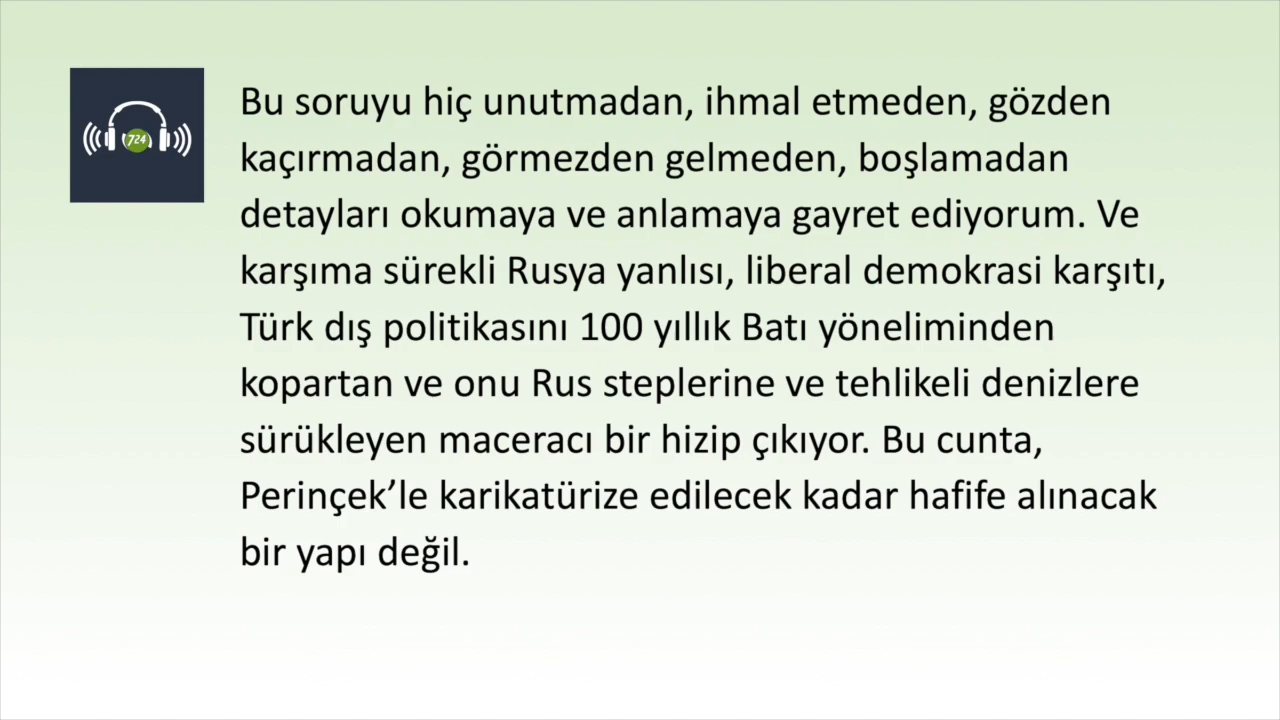 724
Bu soruyu hiç unutmadan, ihmal etmeden, gözden
kaçırmadan, görmezden gelmeden, boşlamadan
detayları okumaya ve anlamaya gayret ediyorum. Ve
karşıma sürekli Rusya yanlısı, liberal demokrasi karşıtı,
Türk dış politikasını 100 yıllık Batı yöneliminden
kopartan ve onu Rus steplerine ve tehlikeli denizlere
sürükleyen maceracı bir hizip çıkıyor. Bu cunta,
Perinçek’le karikatürize edilecek kadar hafife alınacak
bir yapı değil.